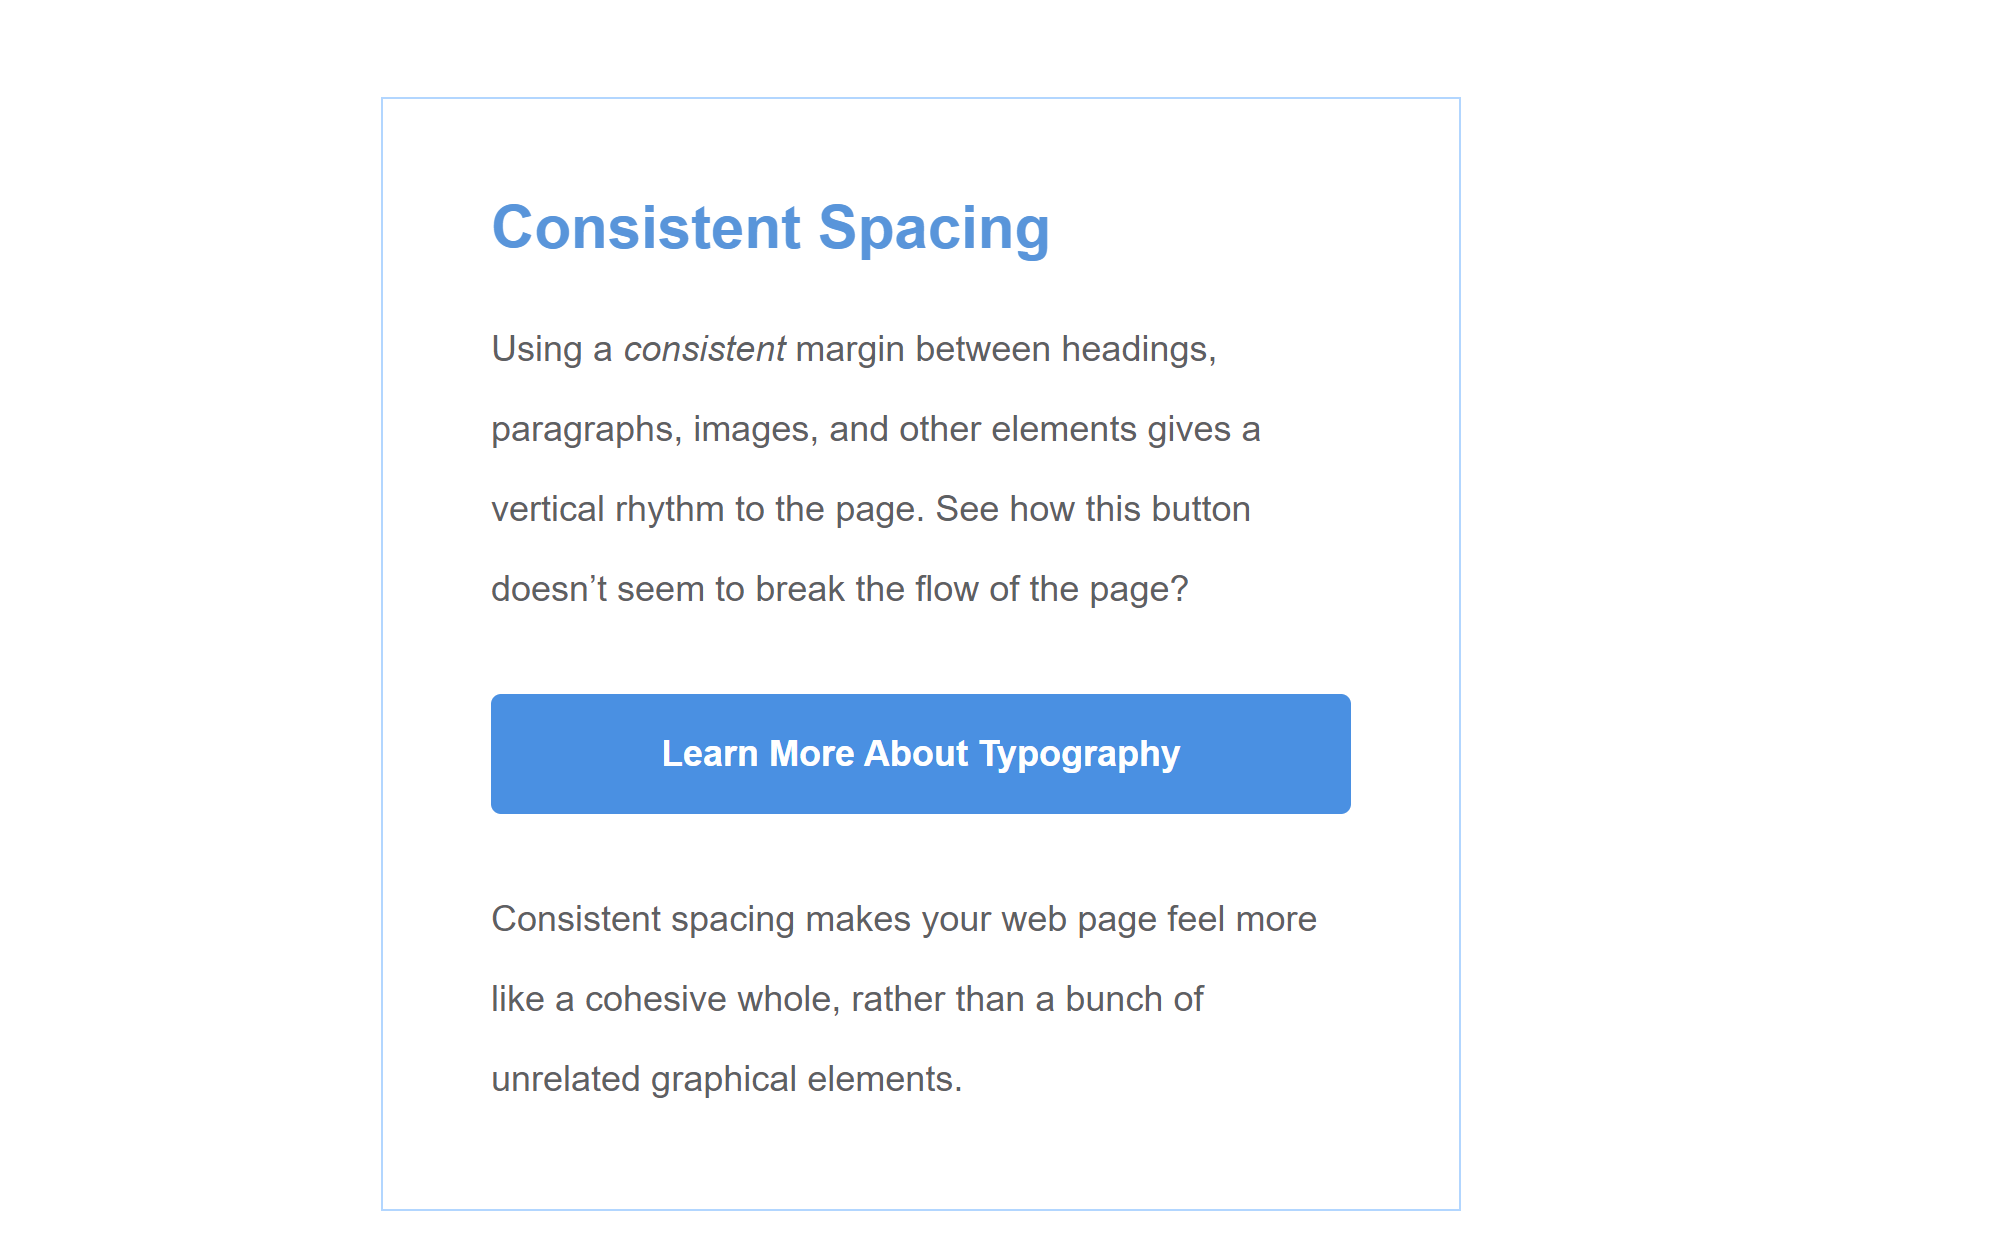 Consistent Spacing
Using a consistent margin between headings,
paragraphs, images, and other elements gives a
vertical rhythm to the page. See how this button
doesn’t seem to break the flow of the page?
Learn More About Typography
Consistent spacing makes your web page feel more
like a cohesive whole, rather than a bunch of
unrelated graphical elements.